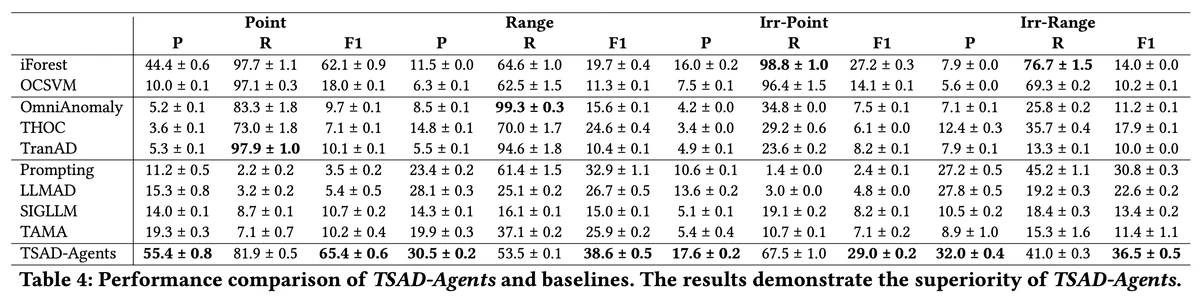 Point Range Irr-Point Irr-Range
P R F1 P R F1 P R F1 P R F1
iForest 44.4 ± 0.6 97.7 ± 1.1 62.1 ± 0.9 11.5 ± 0.0 64.6 ± 1.0 19.7 ± 0.4 16.0 ± 0.2 98.8 ± 1.0 27.2 ± 0.3 7.9 ± 0.0 76.7 ± 1.5 14.0 ± 0.0
OCSVM 10.0 ± 0.1 97.1 ± 0.3 18.0 ± 0.1 6.3 ± 0.1 62.5 ± 1.5 11.3 ± 0.1 7.5 ± 0.1 96.4 ± 1.5 14.1 ± 0.1 5.6 ± 0.0 69.3 ± 0.2 10.2 ± 0.1
OmniAnomaly 5.2 ± 0.1 83.3 ± 1.8 9.7 ± 0.1 8.5 ± 0.1 99.3 ± 0.3 15.6 ± 0.1 4.2 ± 0.0 34.8 ± 0.0 7.5 ± 0.1 7.1 ± 0.1 25.8 ± 0.2 11.2 ± 0.1
THOC 3.6 ± 0.1 73.0 ± 1.8 7.1 ± 0.1 14.8 ± 0.1 70.0 ± 1.7 24.6 ± 0.4 3.4 ± 0.0 29.2 ± 0.6 6.1 ± 0.0 12.4 ± 0.3 35.7 ± 0.4 17.9 ± 0.1
TranAD 5.3 ± 0.1 97.9 ± 1.0 10.1 ± 0.1 5.5 ± 0.1 94.6 ± 1.8 10.4 ± 0.1 4.9 ± 0.1 23.6 ± 0.2 8.2 ± 0.1 7.9 ± 0.1 13.3 ± 0.1 10.0 ± 0.0
Prompting 11.2 ± 0.5 2.2 ± 0.2 3.5 ± 0.2 23.4 ± 0.2 61.4 ± 1.5 32.9 ± 1.1 10.6 ± 0.1 1.4 ± 0.0 2.4 ± 0.1 27.2 ± 0.5 45.2 ± 1.1 30.8 ± 0.3
LLMAD 15.3 ± 0.8 3.2 ± 0.2 5.4 ± 0.5 28.1 ± 0.3 25.1 ± 0.2 26.7 ± 0.5 13.6 ± 0.2 3.0 ± 0.0 4.8 ± 0.0 27.8 ± 0.5 19.2 ± 0.3 22.6 ± 0.2
SIGLLM 14.0 ± 0.1 8.7 ± 0.1 10.7 ± 0.2 14.3 ± 0.1 16.1 ± 0.1 15.0 ± 0.1 5.1 ± 0.1 19.1 ± 0.2 8.2 ± 0.1 10.5 ± 0.2 18.4 ± 0.3 13.4 ± 0.2
TAMA 19.3 ± 0.3 7.1 ± 0.7 10.2 ± 0.4 19.9 ± 0.3 37.1 ± 0.2 25.9 ± 0.2 5.4 ± 0.4 10.7 ± 0.1 7.1 ± 0.2 8.9 ± 1.0 15.3 ± 1.6 11.4 ± 1.1
TSAD-Agents 55.4 ± 0.8 81.9 ± 0.5 65.4 ± 0.6 30.5 ± 0.2 53.5 ± 0.1 38.6 ± 0.5 17.6 ± 0.2 67.5 ± 1.0 29.0 ± 0.2 32.0 ± 0.4 41.0 ± 0.3 36.5 ± 0.5
Table 4: Performance comparison of TSAD-Agents and baselines. The results demonstrate the superiority of TSAD-Agents.